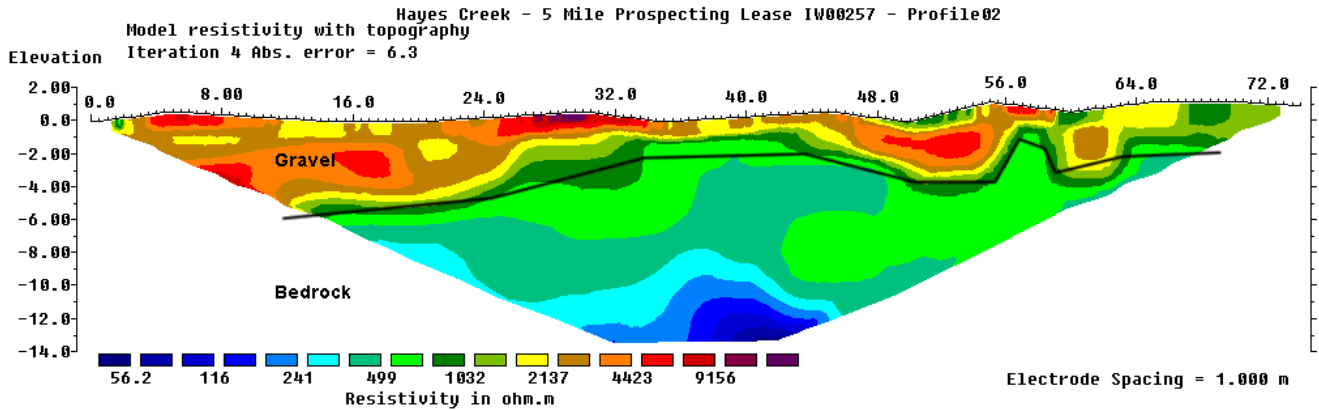 Hayes Creek - 5 Mile Prospecting Lease IW00257 - Profile02
Model resistivity with topography
Iteration 4 Abs. error = 6.3
Elevation
0.0 8.00 16.0 24.0 32.0 40.0 48.0 56.0 64.0 72.0
2.00
0.0
-2.00
-4.00
-6.00
-8.00
-10.0
-12.0
-14.0
Gravel
Bedrock
56.2 116 241 499 1032 2137 4423 9156
Resistivity in ohm.m
Electrode Spacing = 1.000 m